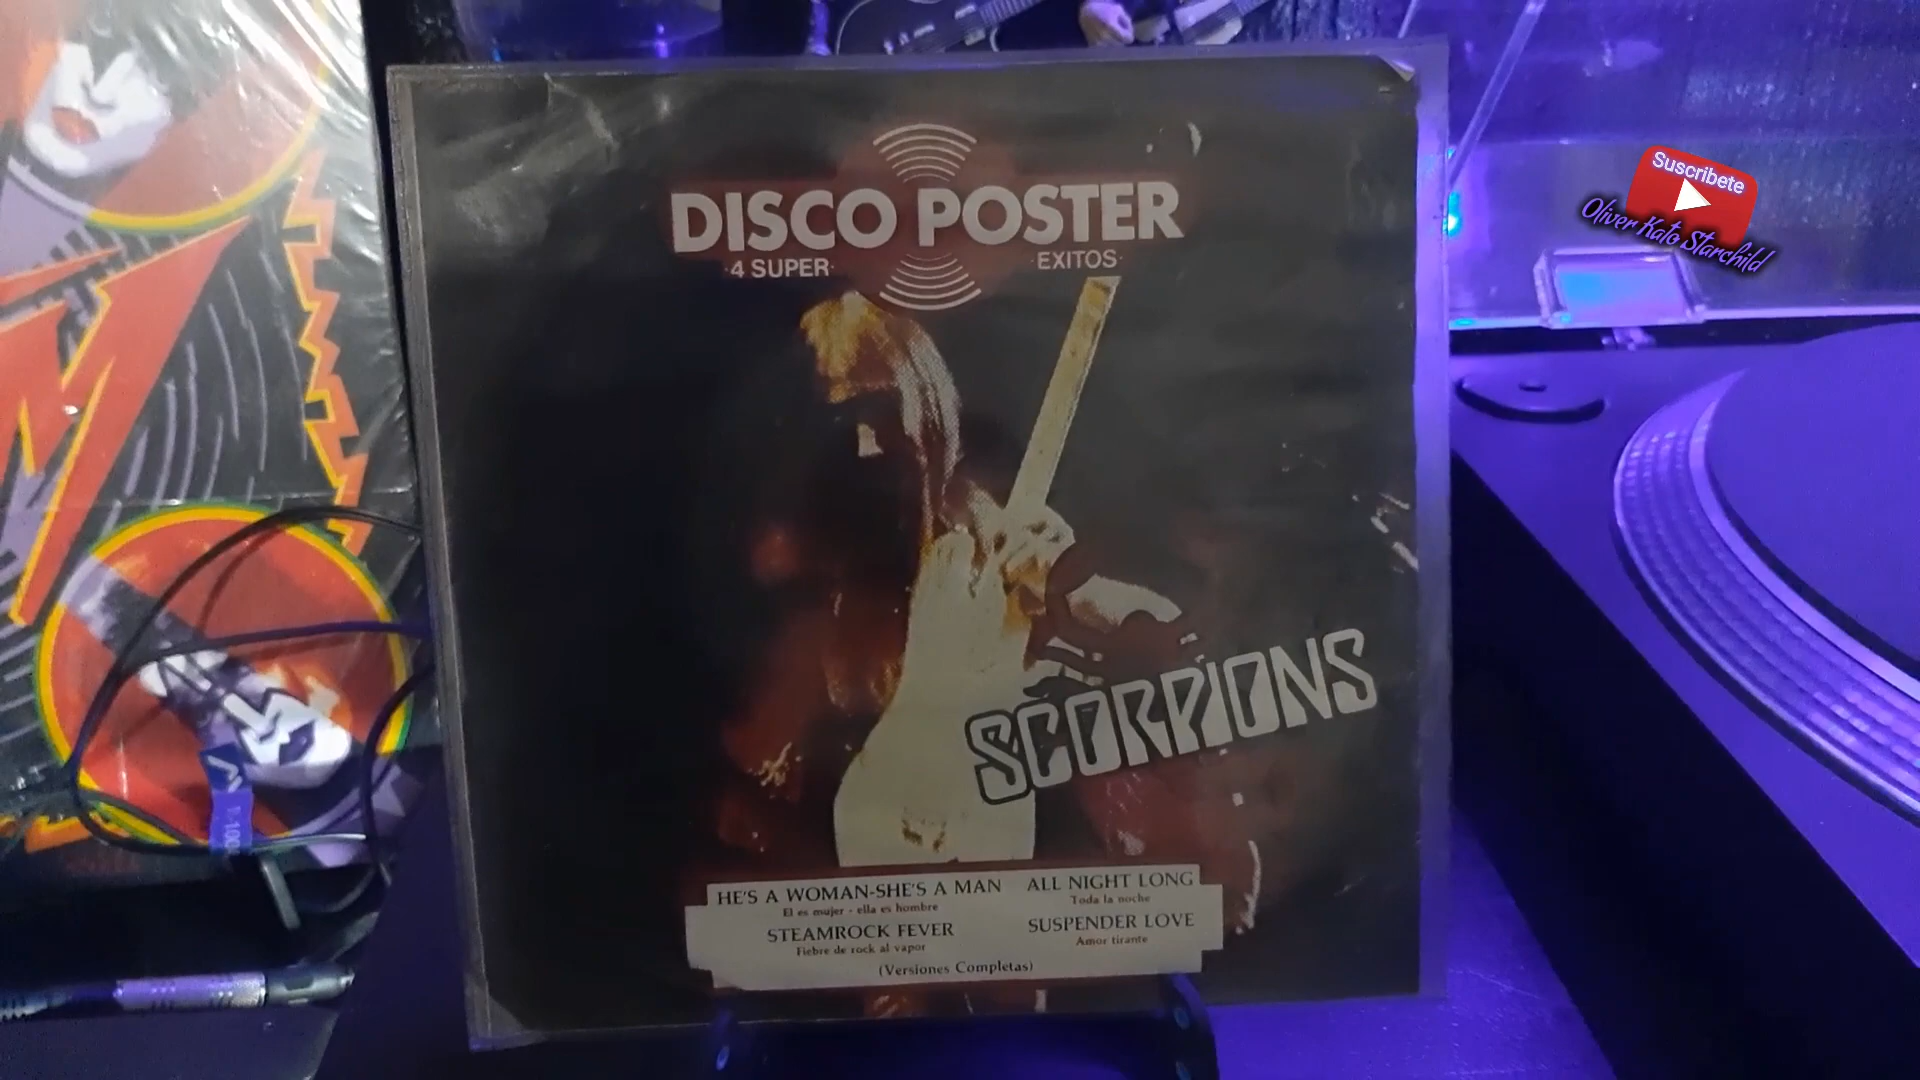 DISCO POSTER
·4 SUPER· ·EXITOS·
SCORPIONS
HE'S A WOMAN-SHE'S A MAN
El es mujer - ella es hombre
STEAMROCK FEVER
Fiebre de rock al vapor
ALL NIGHT LONG
Toda la noche
SUSPENDER LOVE
Amor tirante
(Versiones Completas)
Suscribete
Oliver Kato Starchild